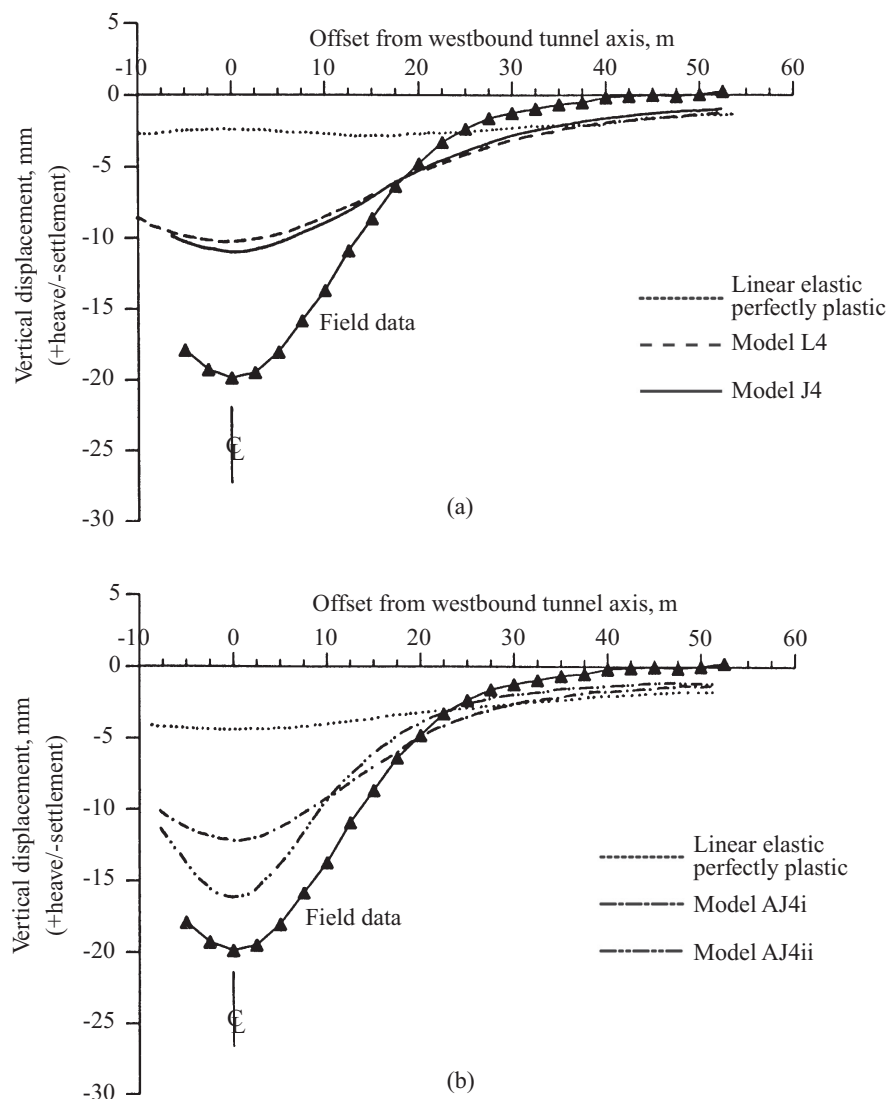 5
Offset from westbound tunnel axis, m
-10 0 10 20 30 40 50 60
0
-5
-10
-15
-20
-25
-30
Vertical displacement, mm
(+heave/-settlement)
Field data
Linear elastic
perfectly plastic
Model L4
Model J4
CL
(a)
5
Offset from westbound tunnel axis, m
-10 0 10 20 30 40 50 60
0
-5
-10
-15
-20
-25
-30
Vertical displacement, mm
(+heave/-settlement)
Field data
Linear elastic
perfectly plastic
Model AJ4i
Model AJ4ii
CL
(b)